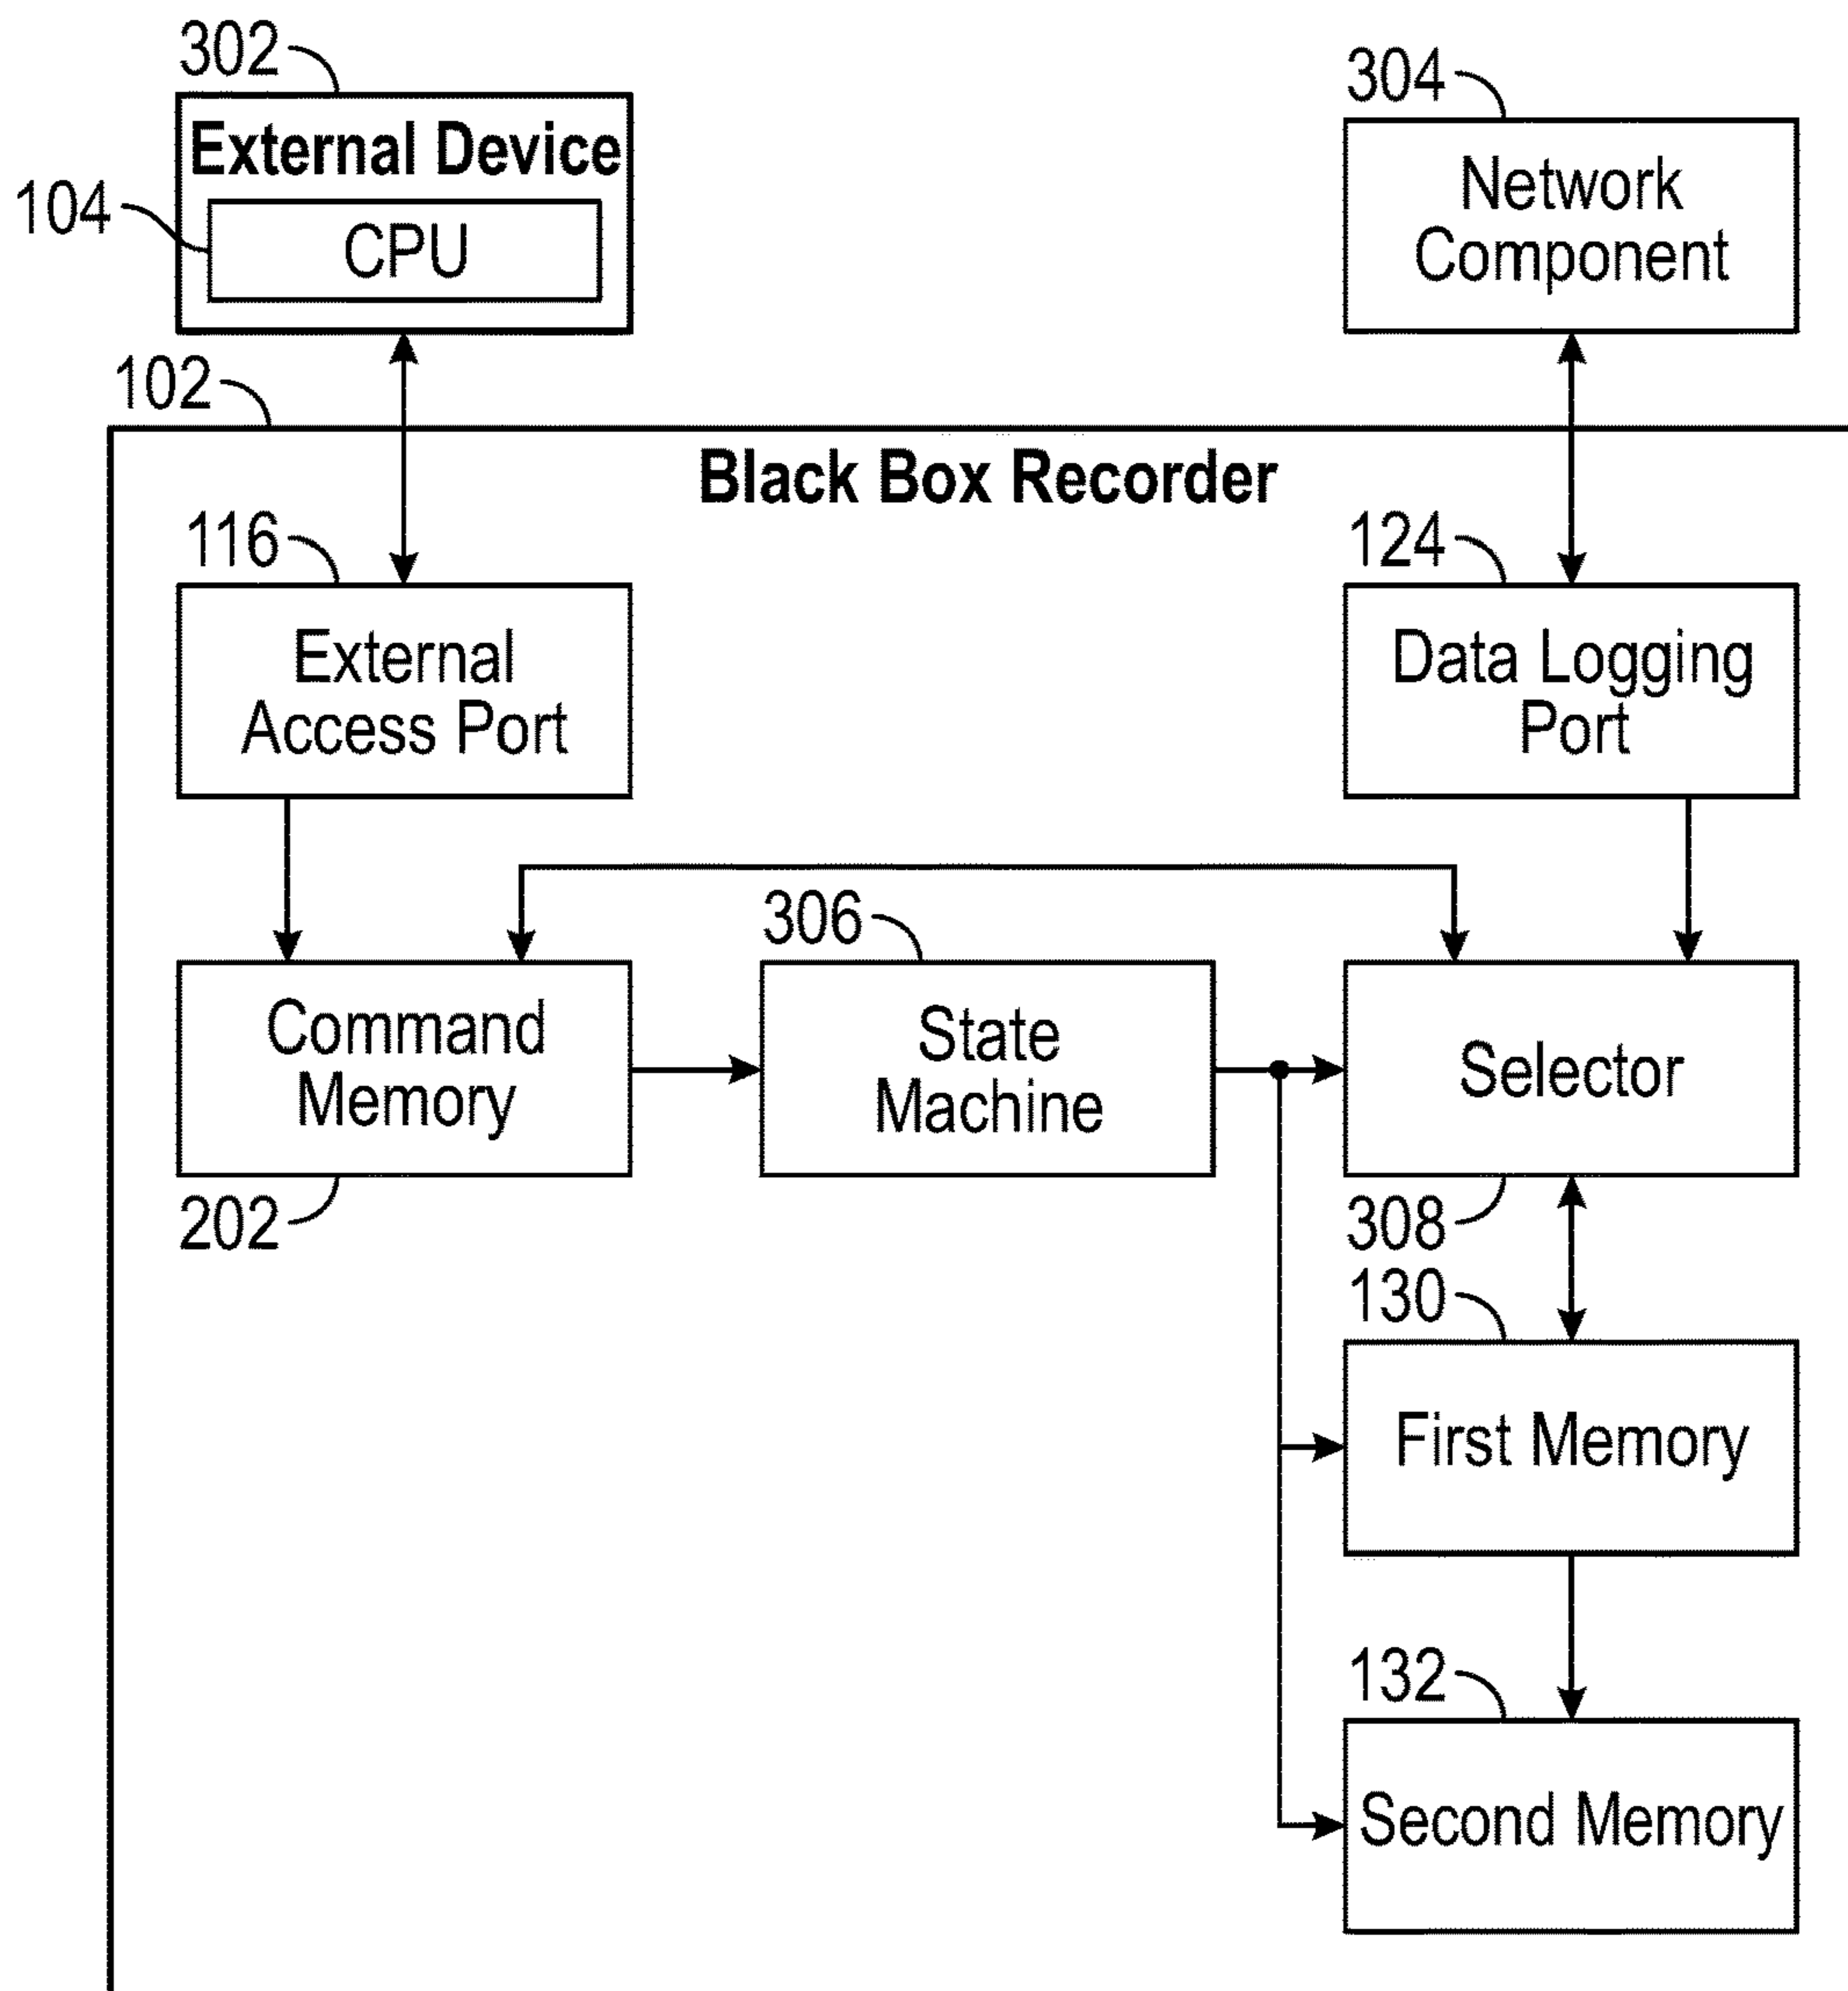 302
304
External Device
Network
Component
104
CPU
102
Black Box Recorder
116
124
External
Access Port
Data Logging
Port
306
Command
Memory
State
Machine
Selector
202
308
130
First Memory
132
Second Memory